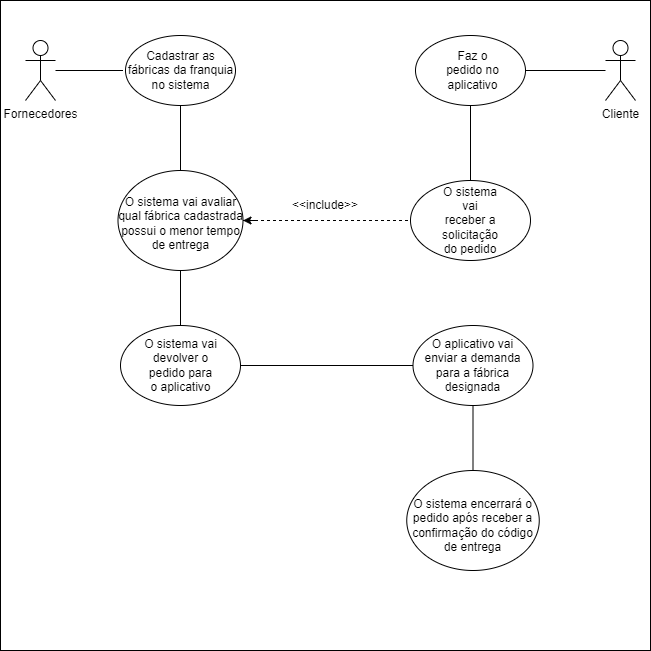 Cadastrar as
fábricas da franquia
no sistema
Faz o
pedido no
aplicativo
Fornecedores
Cliente
O sistema vai avaliar
qual fábrica cadastrada
possui o menor tempo
de entrega
<<include>>
O sistema
vai
receber a
solicitação
do pedido
O sistema vai
devolver o
pedido para
o aplicativo
O aplicativo vai
enviar a demanda
para a fábrica
designada
O sistema encerrará o
pedido após receber a
confirmação do código
de entrega